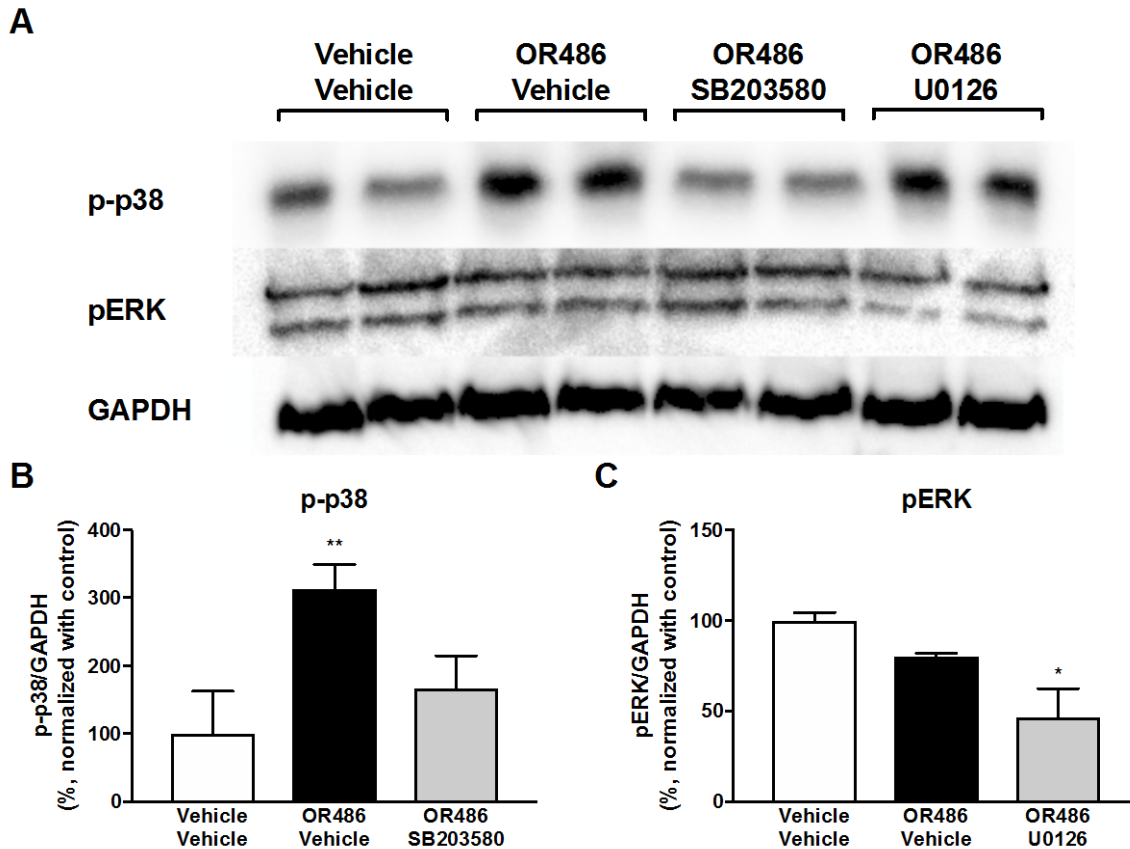 A
Vehicle OR486 OR486 OR486
Vehicle Vehicle SB203580 U0126
p-p38
pERK
GAPDH
B
p-p38
p-p38/GAPDH
(%, normalized with control)
400
300
200
100
0
**
Vehicle OR486 OR486
Vehicle Vehicle SB203580
C
pERK
pERK/GAPDH
(%, normalized with control)
150
100
50
0
*
Vehicle OR486 OR486
Vehicle Vehicle U0126